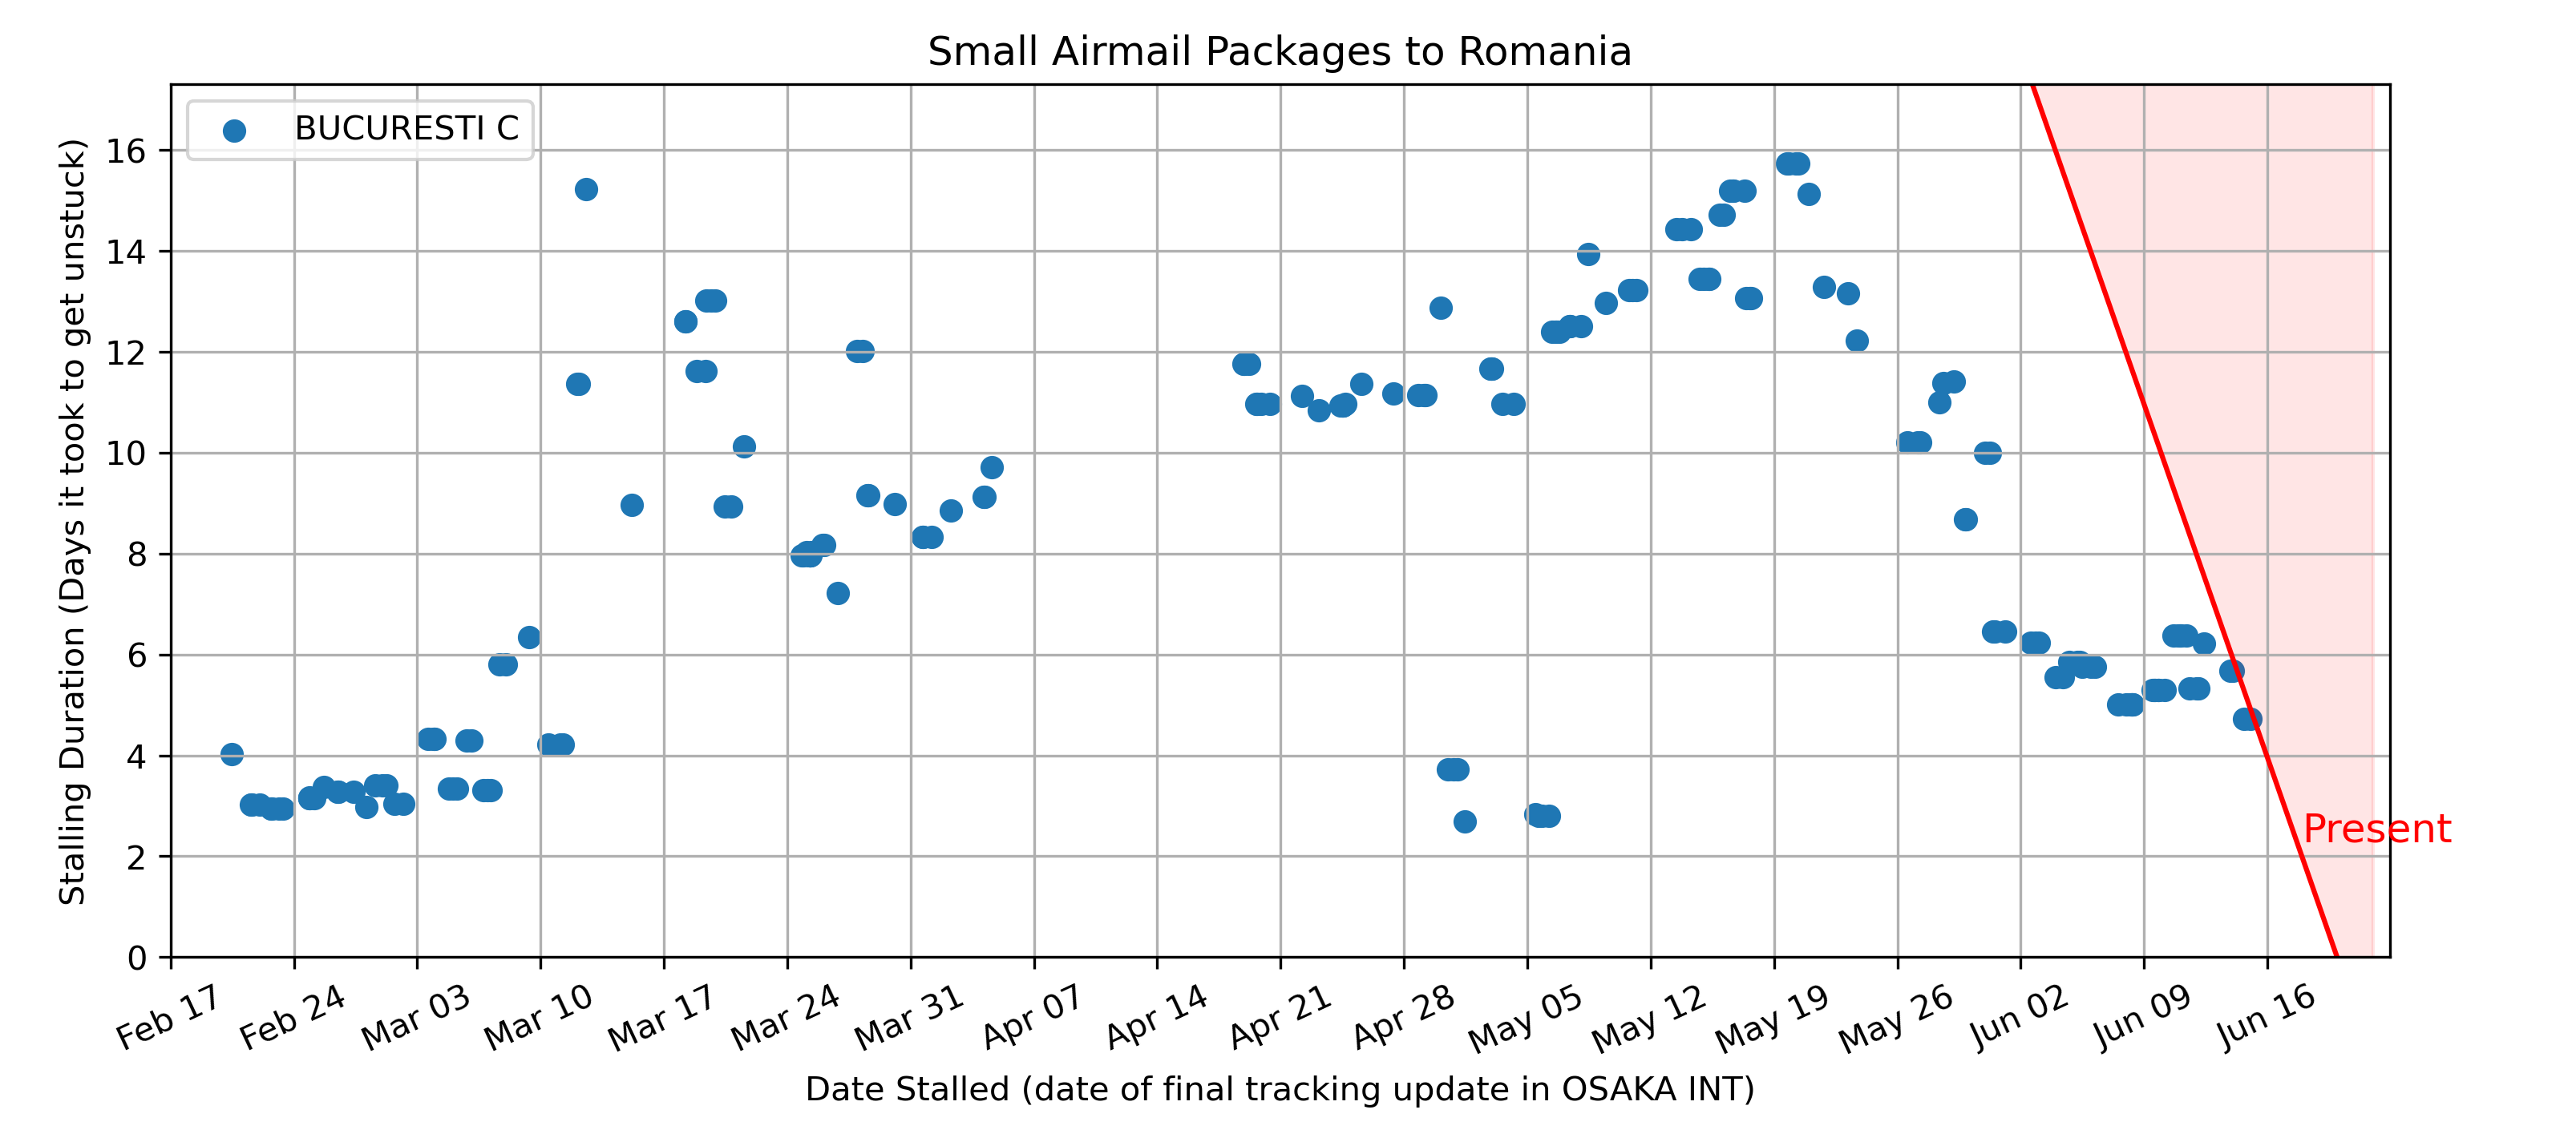 Small Airmail Packages to Romania
BUCURESTI C
Stalling Duration (Days it took to get unstuck)
16
14
12
10
8
6
4
2
0
Present
Feb 17
Feb 24
Mar 03
Mar 10
Mar 17
Mar 24
Mar 31
Apr 07
Apr 14
Apr 21
Apr 28
May 05
May 12
May 19
May 26
Jun 02
Jun 09
Jun 16
Date Stalled (date of final tracking update in OSAKA INT)